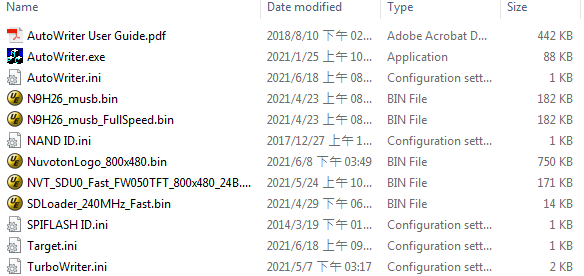 Name Date modified Type Size
AutoWriter User Guide.pdf 2018/8/10 下午 02... Adobe Acrobat D... 442 KB
AutoWriter.exe 2021/1/25 上午 10... Application 88 KB
AutoWriter.ini 2021/6/18 上午 08... Configuration sett... 1 KB
N9H26_musb.bin 2021/4/23 上午 08... BIN File 182 KB
N9H26_musb_FullSpeed.bin 2021/4/23 上午 08... BIN File 182 KB
NAND ID.ini 2017/12/27 上午 1... Configuration sett... 1 KB
NuvotonLogo_800x480.bin 2021/6/8 下午 03:49 BIN File 750 KB
NVT_SDU0_Fast_FW050TFT_800x480_24B.... 2021/5/24 上午 10... BIN File 171 KB
SDLoader_240MHz_Fast.bin 2021/4/29 下午 06... BIN File 14 KB
SPIFLASH ID.ini 2014/3/19 下午 01... Configuration sett... 1 KB
Target.ini 2021/6/18 上午 09... Configuration sett... 1 KB
TurboWriter.ini 2021/5/7 下午 03:17 Configuration sett... 2 KB